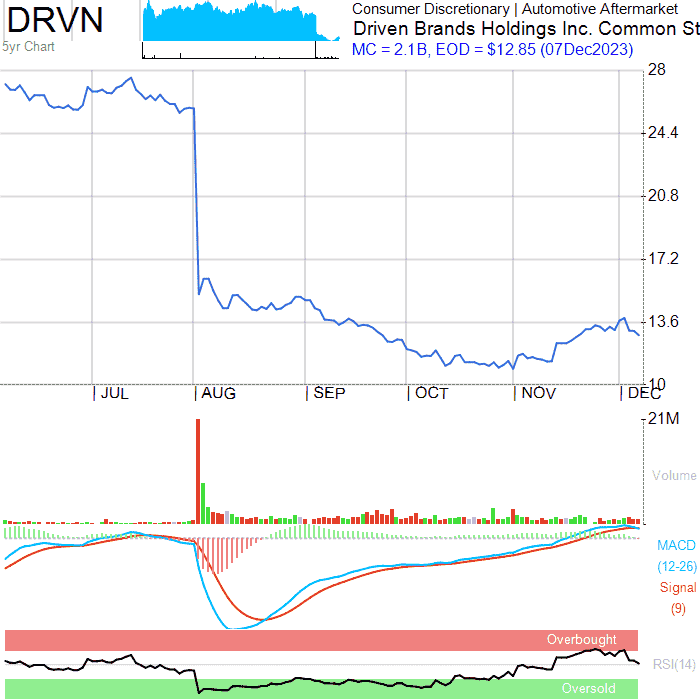 DRVN
5yr Chart
Consumer Discretionary | Automotive Aftermarket
Driven Brands Holdings Inc. Common St
MC = 2.1B, EOD = $12.85 (07Dec2023)
28
24.4
20.8
17.2
13.6
10
JUL AUG SEP OCT NOV DEC
21M
Volume
MACD
(12-26)
Signal
(9)
Overbought
RSI(14)
Oversold